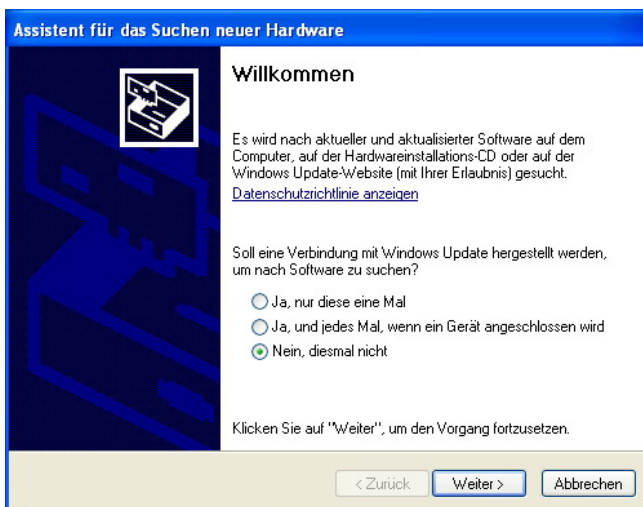 Assistent für das Suchen neuer Hardware
Willkommen
Es wird nach aktueller und aktualisierter Software auf dem
Computer, auf der Hardwareinstallations-CD oder auf der
Windows Update-Website (mit Ihrer Erlaubnis) gesucht.
Datenschutzrichtlinie anzeigen
Soll eine Verbindung mit Windows Update hergestellt werden,
um nach Software zu suchen?
Ja, nur diese eine Mal
Ja, und jedes Mal, wenn ein Gerät angeschlossen wird
Nein, diesmal nicht
Klicken Sie auf "Weiter", um den Vorgang fortzusetzen.
< Zurück Weiter > Abbrechen